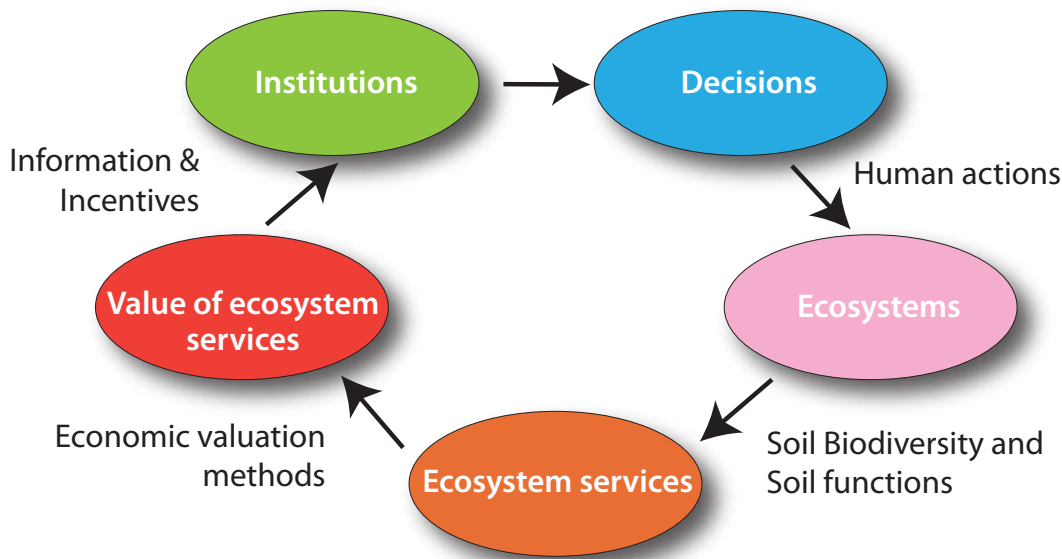 Institutions
Decisions
Information &
Incentives
Human actions
Value of ecosystem
services
Ecosystems
Economic valuation
methods
Ecosystem services
Soil Biodiversity and
Soil functions